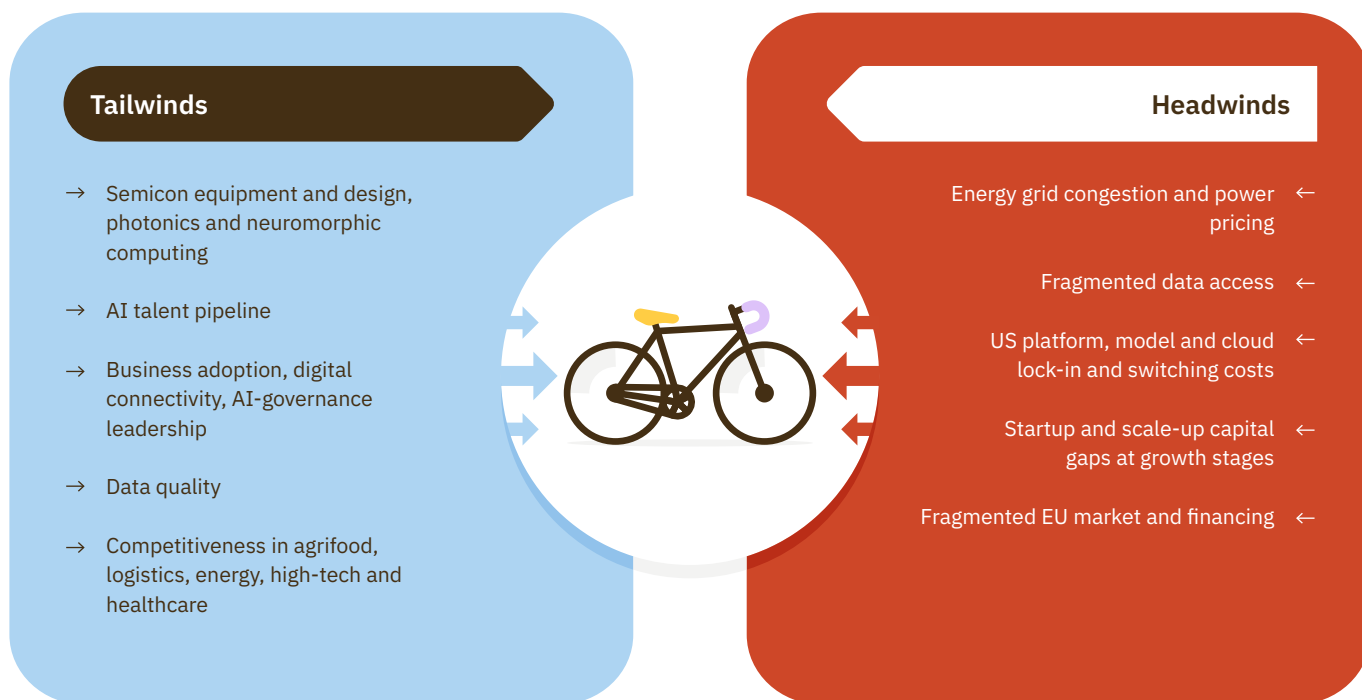 Tailwinds
→ Semicon equipment and design,
photonics and neuromorphic
computing
→ AI talent pipeline
→ Business adoption, digital
connectivity, AI-governance
leadership
→ Data quality
→ Competitiveness in agrifood,
logistics, energy, high-tech and
healthcare
Headwinds
Energy grid congestion and power ←
pricing
Fragmented data access ←
US platform, model and cloud ←
lock-in and switching costs
Startup and scale-up capital ←
gaps at growth stages
Fragmented EU market and financing ←